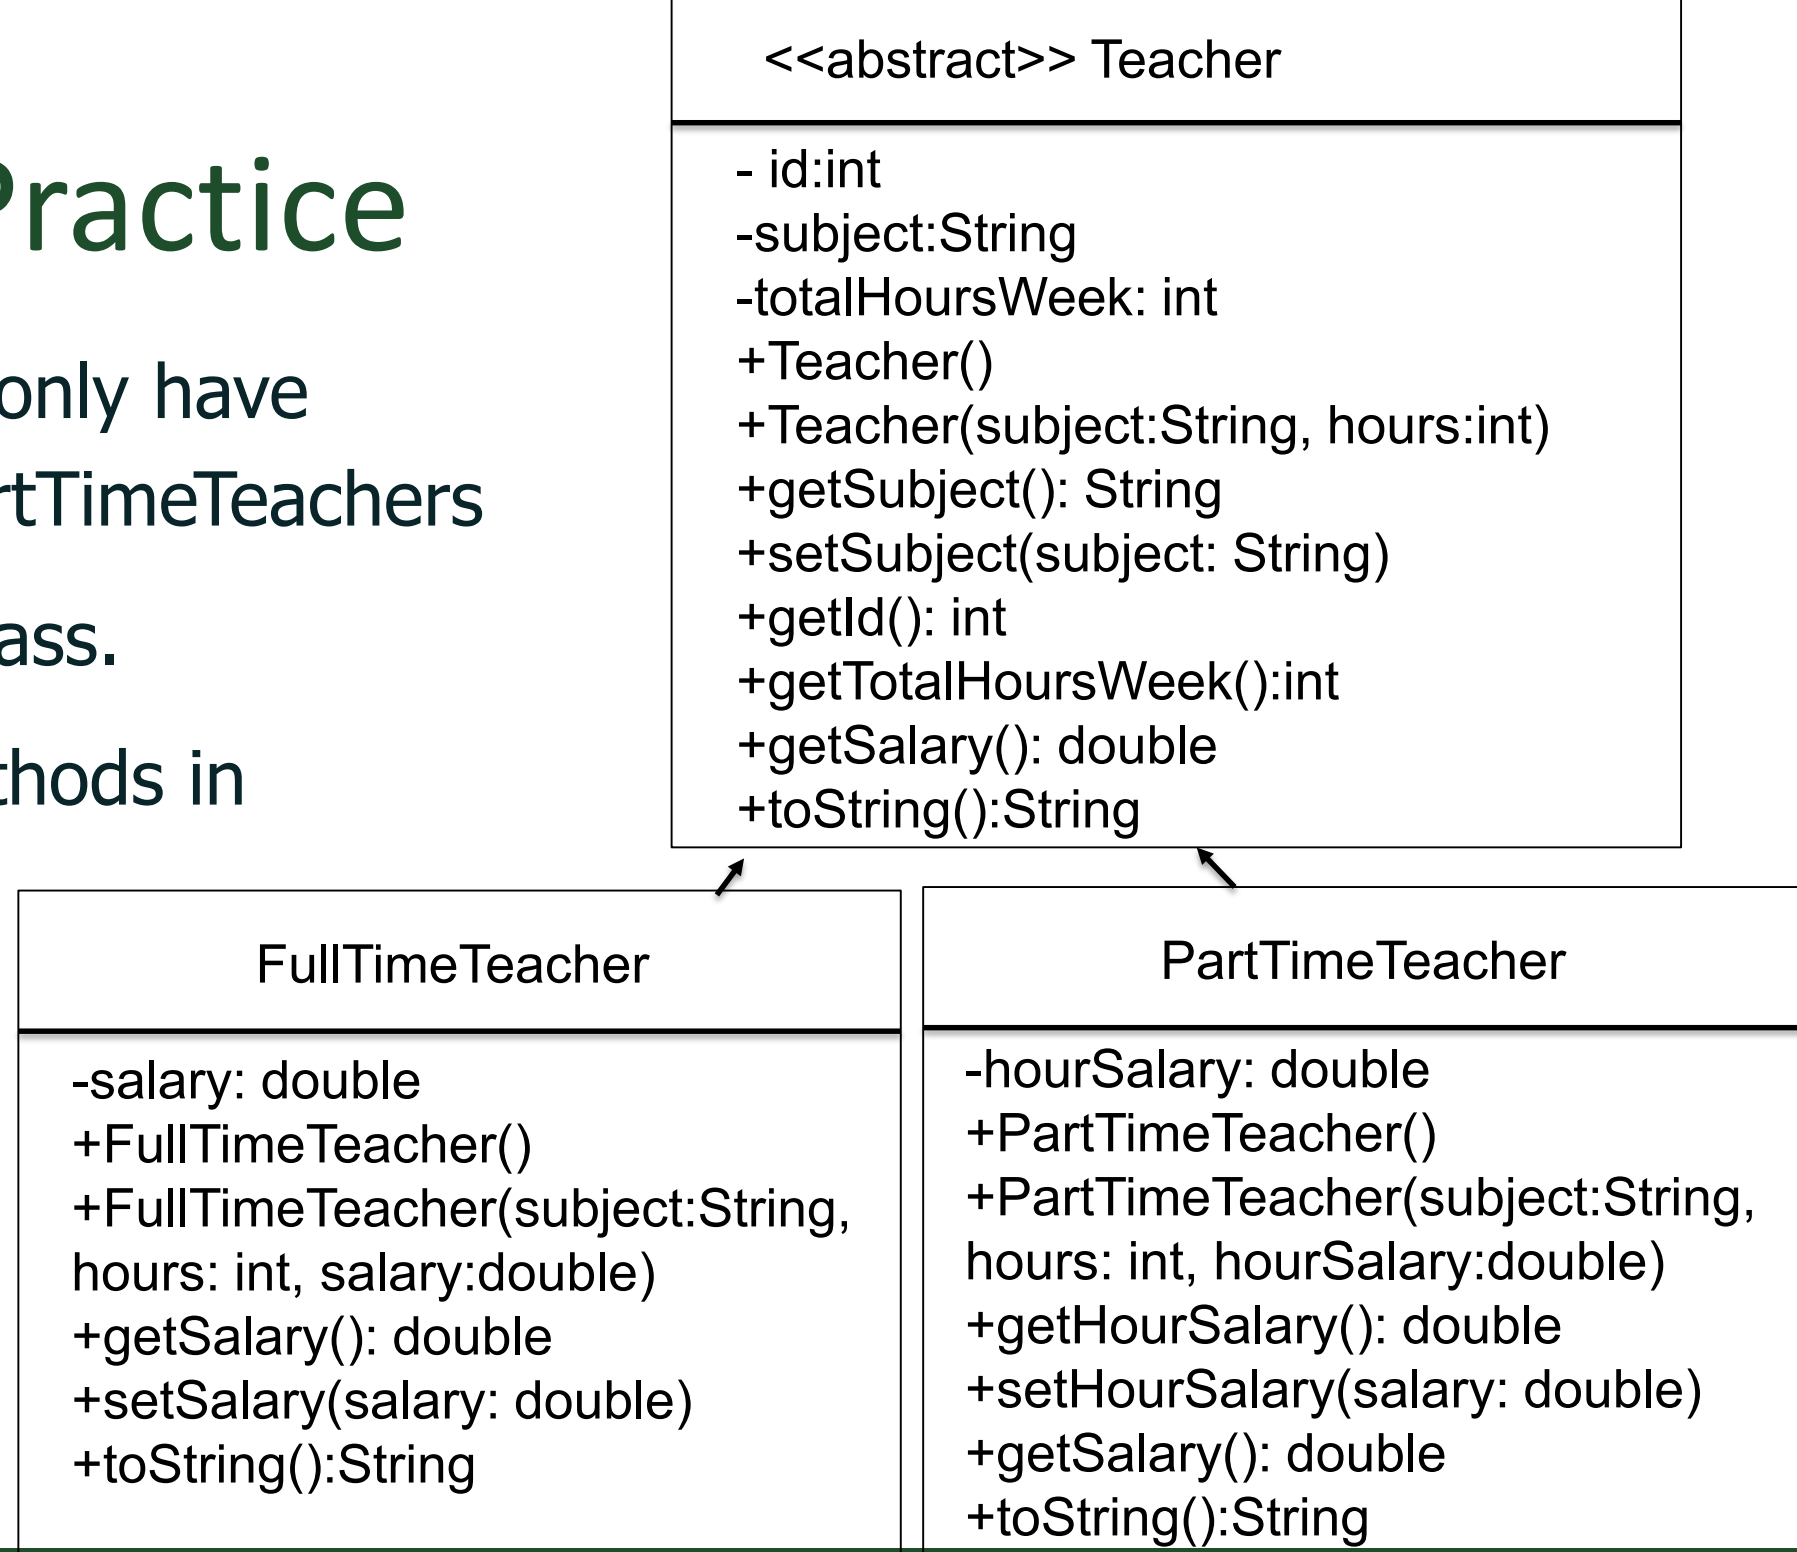 Practice
only have
rtTimeTeachers
ass.
thods in
<<abstract>> Teacher
- id:int
-subject:String
-totalHoursWeek: int
+Teacher()
+Teacher(subject:String, hours:int)
+getSubject(): String
+setSubject(subject: String)
+getId(): int
+getTotalHoursWeek():int
+getSalary(): double
+toString():String
FullTimeTeacher
-salary: double
+FullTimeTeacher()
+FullTimeTeacher(subject:String,
hours: int, salary:double)
+getSalary(): double
+setSalary(salary: double)
+toString():String
PartTimeTeacher
-hourSalary: double
+PartTimeTeacher()
+PartTimeTeacher(subject:String,
hours: int, hourSalary:double)
+getHourSalary(): double
+setHourSalary(salary: double)
+getSalary(): double
+toString():String